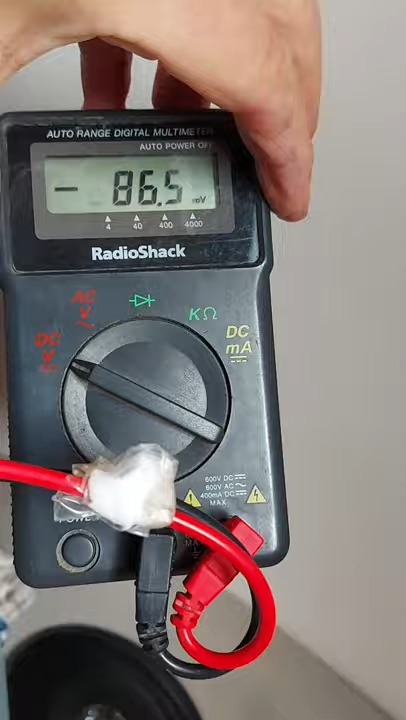 AUTO RANGE DIGITAL MULTIMETER
AUTO POWER OFF
- 86.5 mV
4 40 400 4000
RadioShack
AC
V
DC
V
KΩ
DC
mA
600V DC
600V AC
400mA DC
MAX
POWER